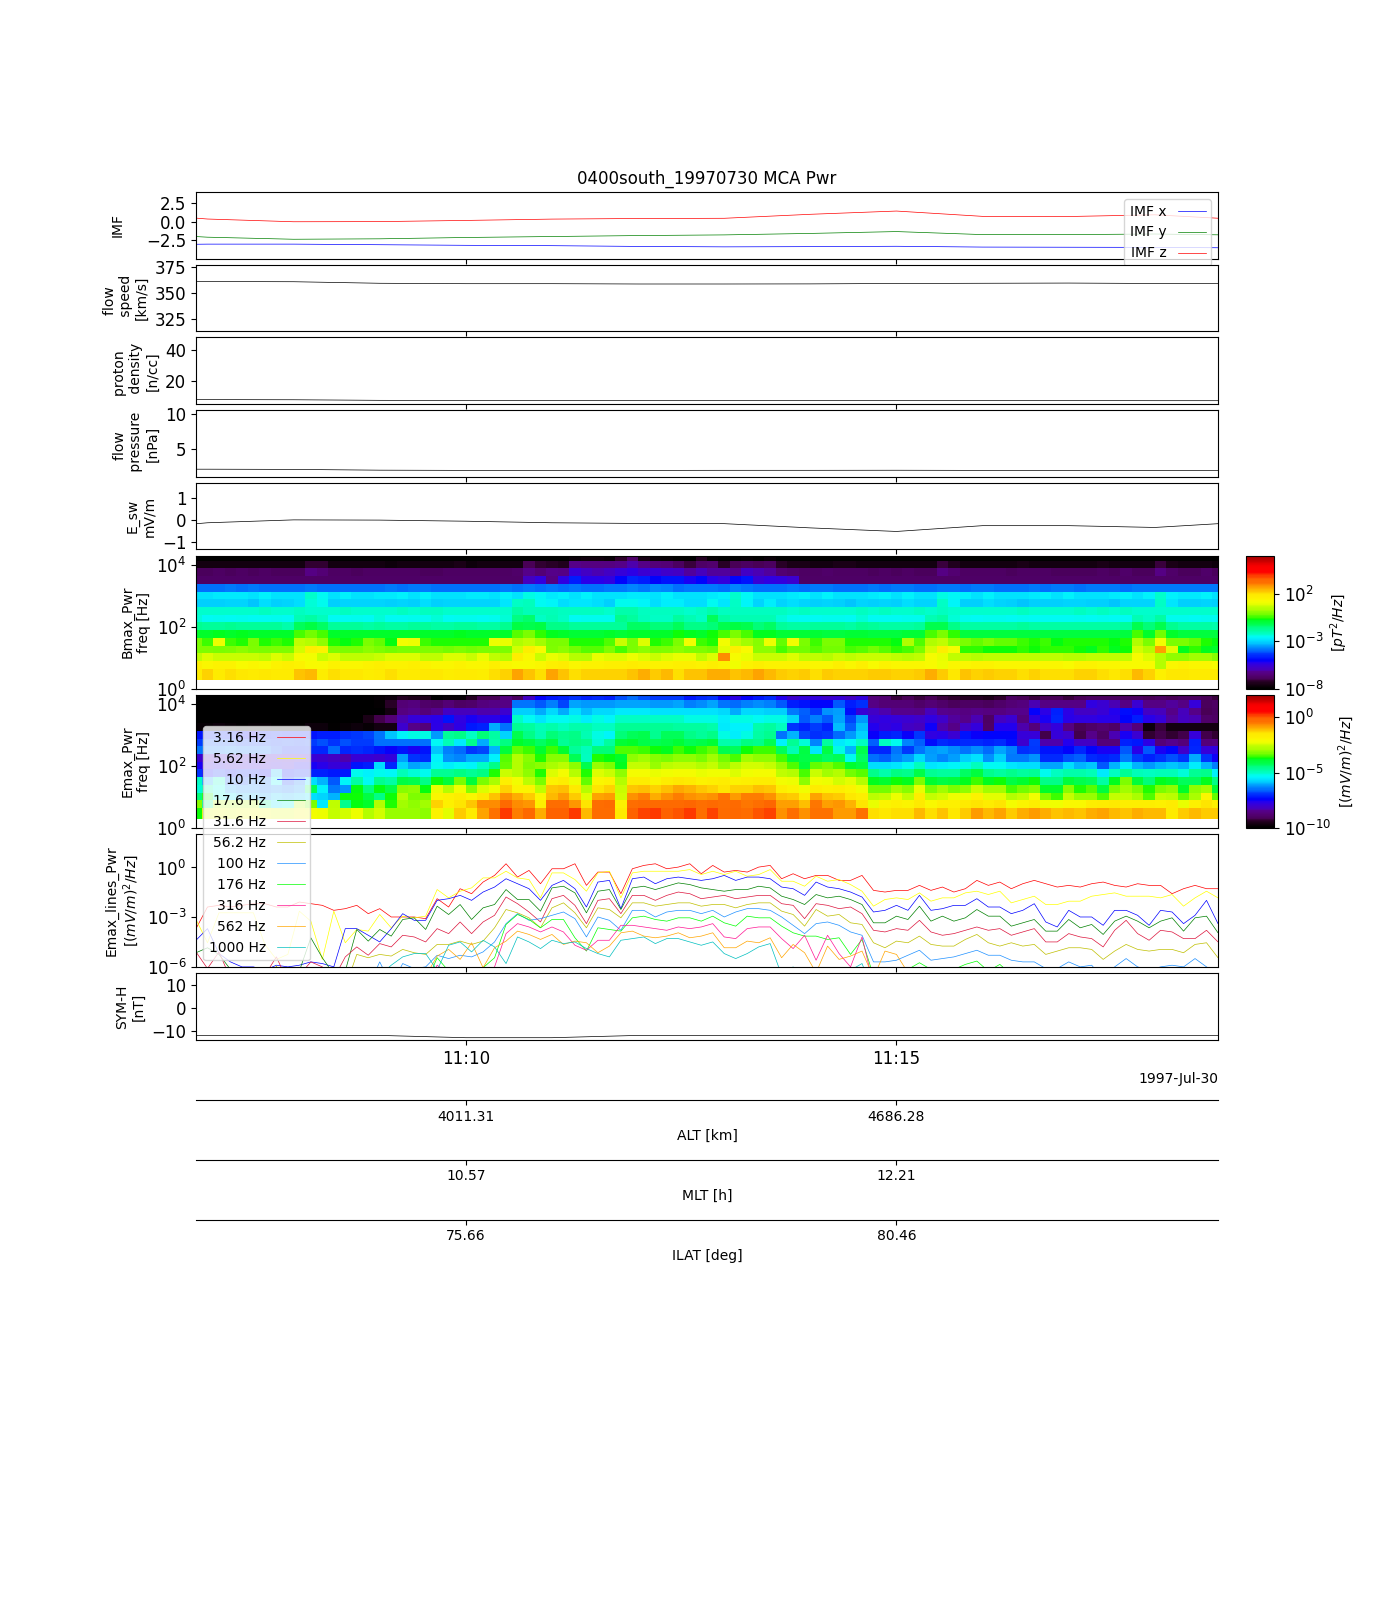 0400south_19970730 MCA Pwr
IMF
2.5
0.0
−2.5
IMF x
IMF y
IMF z
flow
speed
[km/s]
375
350
325
proton
density
[n/cc]
40
20
flow
pressure
[nPa]
10
5
E_sw
mV/m
1
0
−1
Bmax_Pwr
freq [Hz]
10^4
10^2
10^0
10^2
10^−3
10^−8
[pT^2/Hz]
Emax_Pwr
freq [Hz]
10^4
10^2
10^0
10^0
10^−5
10^−10
[(mV/m)^2/Hz]
3.16 Hz
5.62 Hz
10 Hz
17.6 Hz
31.6 Hz
56.2 Hz
100 Hz
176 Hz
316 Hz
562 Hz
1000 Hz
Emax_lines_Pwr
[(mV/m)^2/Hz]
10^0
10^−3
10^−6
SYM-H
[nT]
10
0
−10
11:10 11:15
1997-Jul-30
4011.31 4686.28
ALT [km]
10.57 12.21
MLT [h]
75.66 80.46
ILAT [deg]